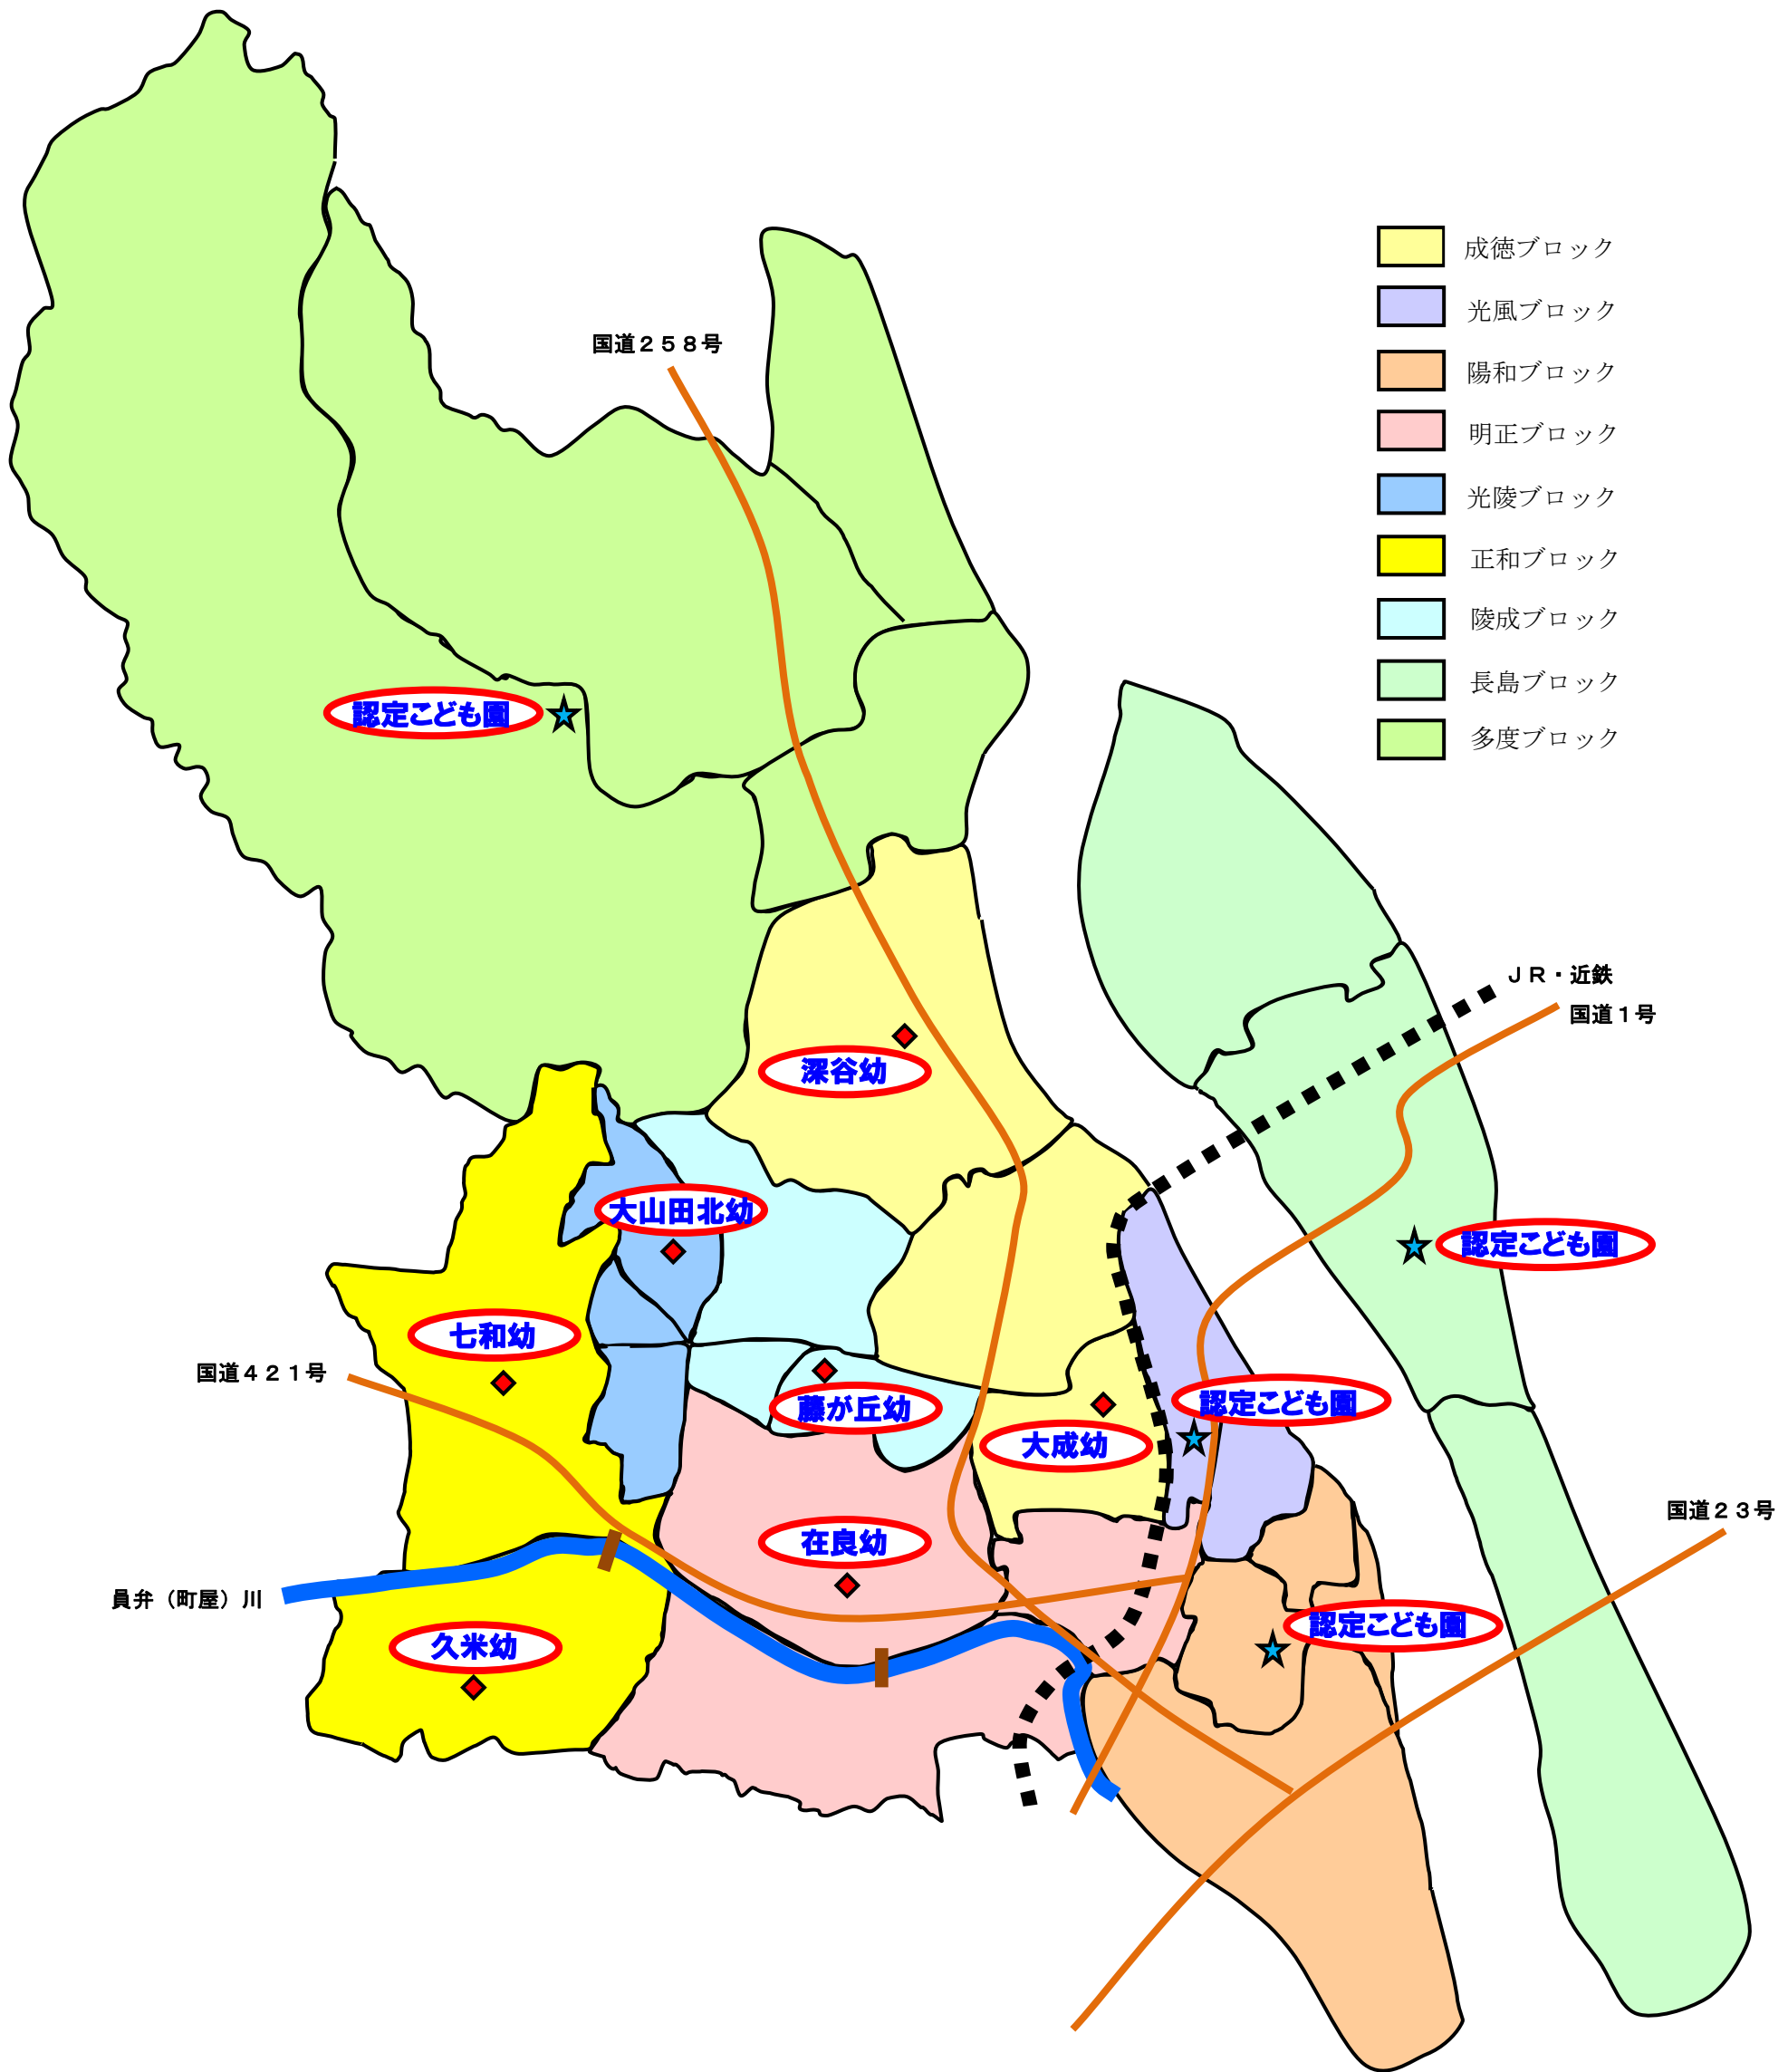 成徳ブロック
光風ブロック
陽和ブロック
明正ブロック
光陵ブロック
正和ブロック
陵成ブロック
長島ブロック
多度ブロック
国道２５８号
認定こども園
ＪＲ・近鉄
国道１号
深谷幼
大山田北幼
認定こども園
七和幼
国道４２１号
認定こども園
藤が丘幼
大成幼
国道２３号
在良幼
員弁（町屋）川
認定こども園
久米幼